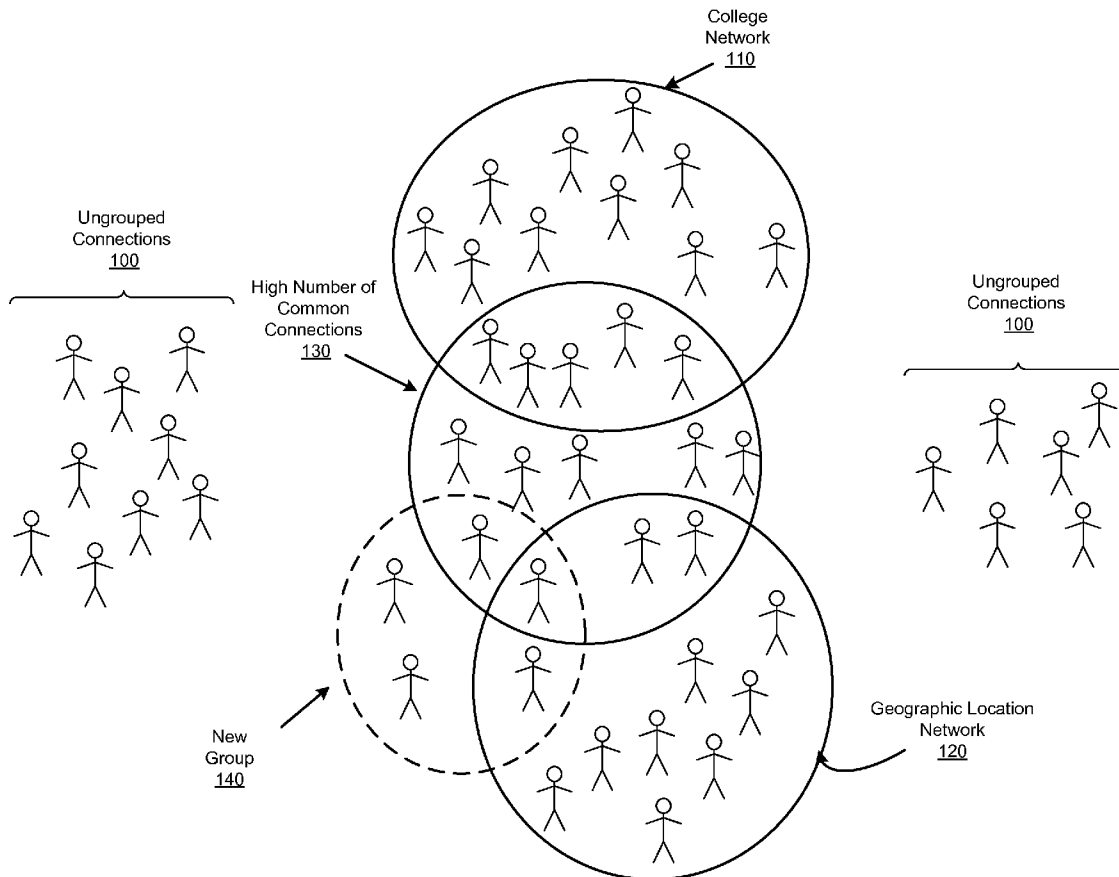 College
Network
110
Ungrouped
Connections
100
High Number of
Common
Connections
130
Ungrouped
Connections
100
New
Group
140
Geographic Location
Network
120